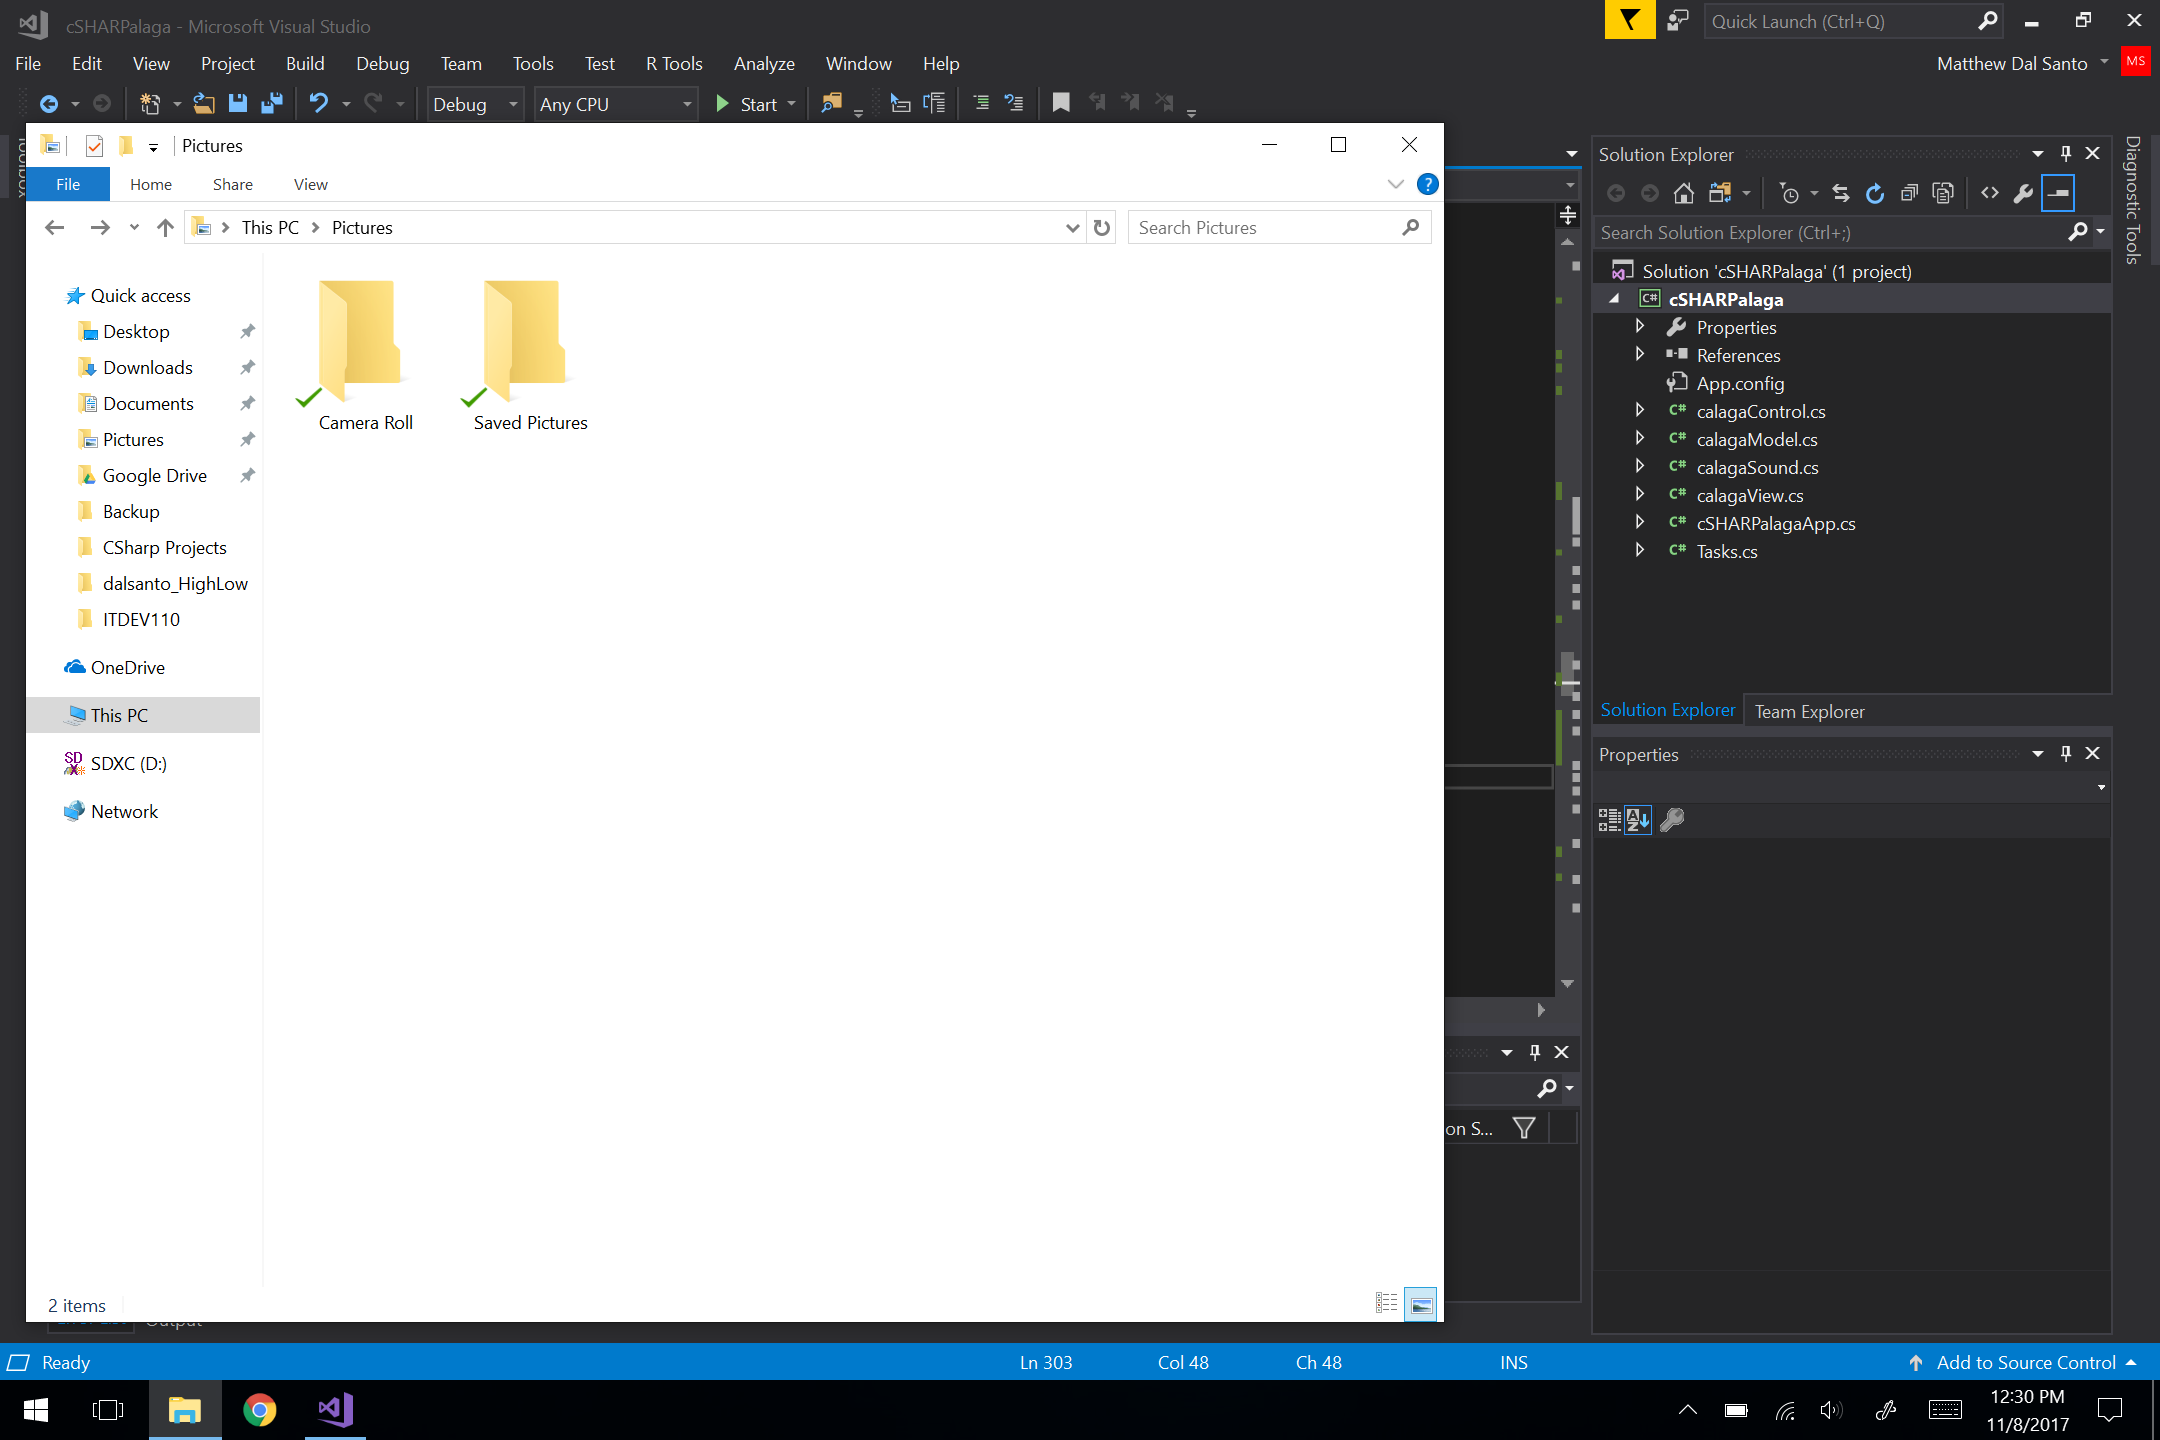 cSHARPalaga - Microsoft Visual Studio
Quick Launch (Ctrl+Q)
File Edit View Project Build Debug Team Tools Test R Tools Analyze Window Help
Matthew Dal Santo
MS
Debug
Any CPU
Start
Pictures
File Home Share View
This PC
Pictures
Search Pictures
Quick access
Desktop
Downloads
Documents
Pictures
Google Drive
Backup
CSharp Projects
dalsanto_HighLow
ITDEV110
OneDrive
This PC
SDXC (D:)
Network
Camera Roll
Saved Pictures
2 items
Output
on S...
Solution Explorer
Search Solution Explorer (Ctrl+;)
Solution 'cSHARPalaga' (1 project)
cSHARPalaga
Properties
References
App.config
calagaControl.cs
calagaModel.cs
calagaSound.cs
calagaView.cs
cSHARPalagaApp.cs
Tasks.cs
Solution Explorer
Team Explorer
Properties
Diagnostic Tools
Ready
Ln 303
Col 48
Ch 48
INS
Add to Source Control
12:30 PM
11/8/2017